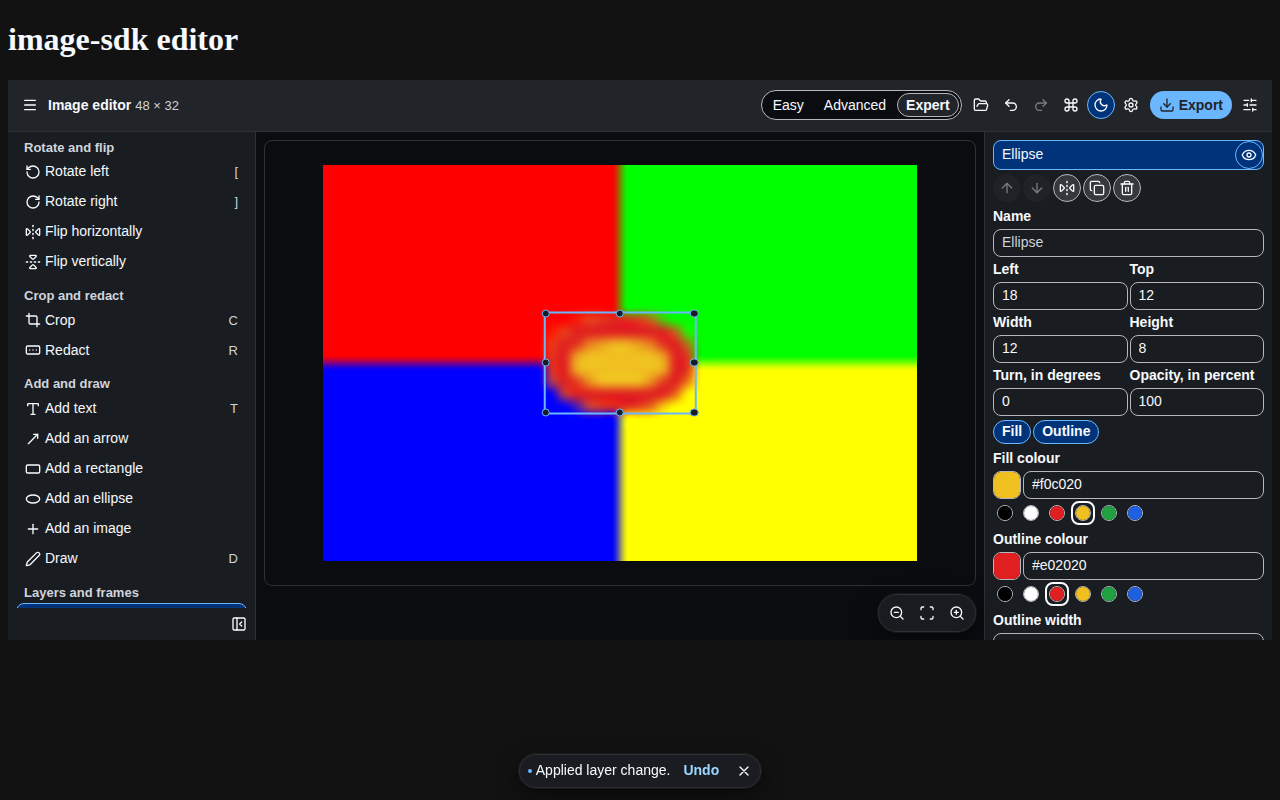 image-sdk editor
Image editor 48 × 32
Easy Advanced Expert
Export
Rotate and flip
Rotate left [
Rotate right ]
Flip horizontally
Flip vertically
Crop and redact
Crop C
Redact R
Add and draw
Add text T
Add an arrow
Add a rectangle
Add an ellipse
Add an image
Draw D
Layers and frames
Ellipse
Name
Ellipse
Left Top
18 12
Width Height
12 8
Turn, in degrees Opacity, in percent
0 100
Fill Outline
Fill colour
#f0c020
Outline colour
#e02020
Outline width
Applied layer change. Undo